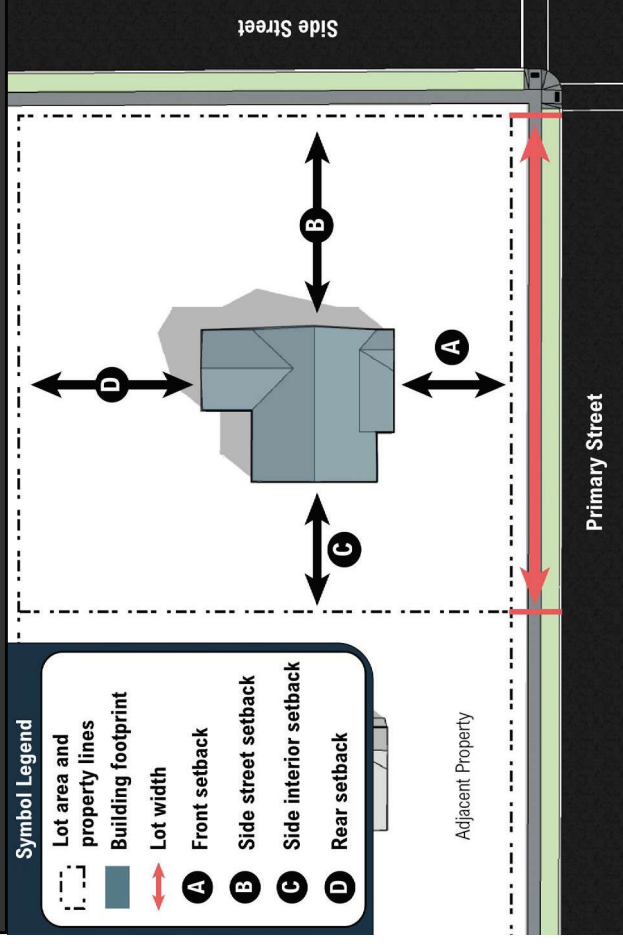 Side Street
B
D
A
C
Primary Street
Adjacent Property
Symbol Legend
Lot area and
property lines
Building footprint
Lot width
A Front setback
B Side street setback
C Side interior setback
D Rear setback